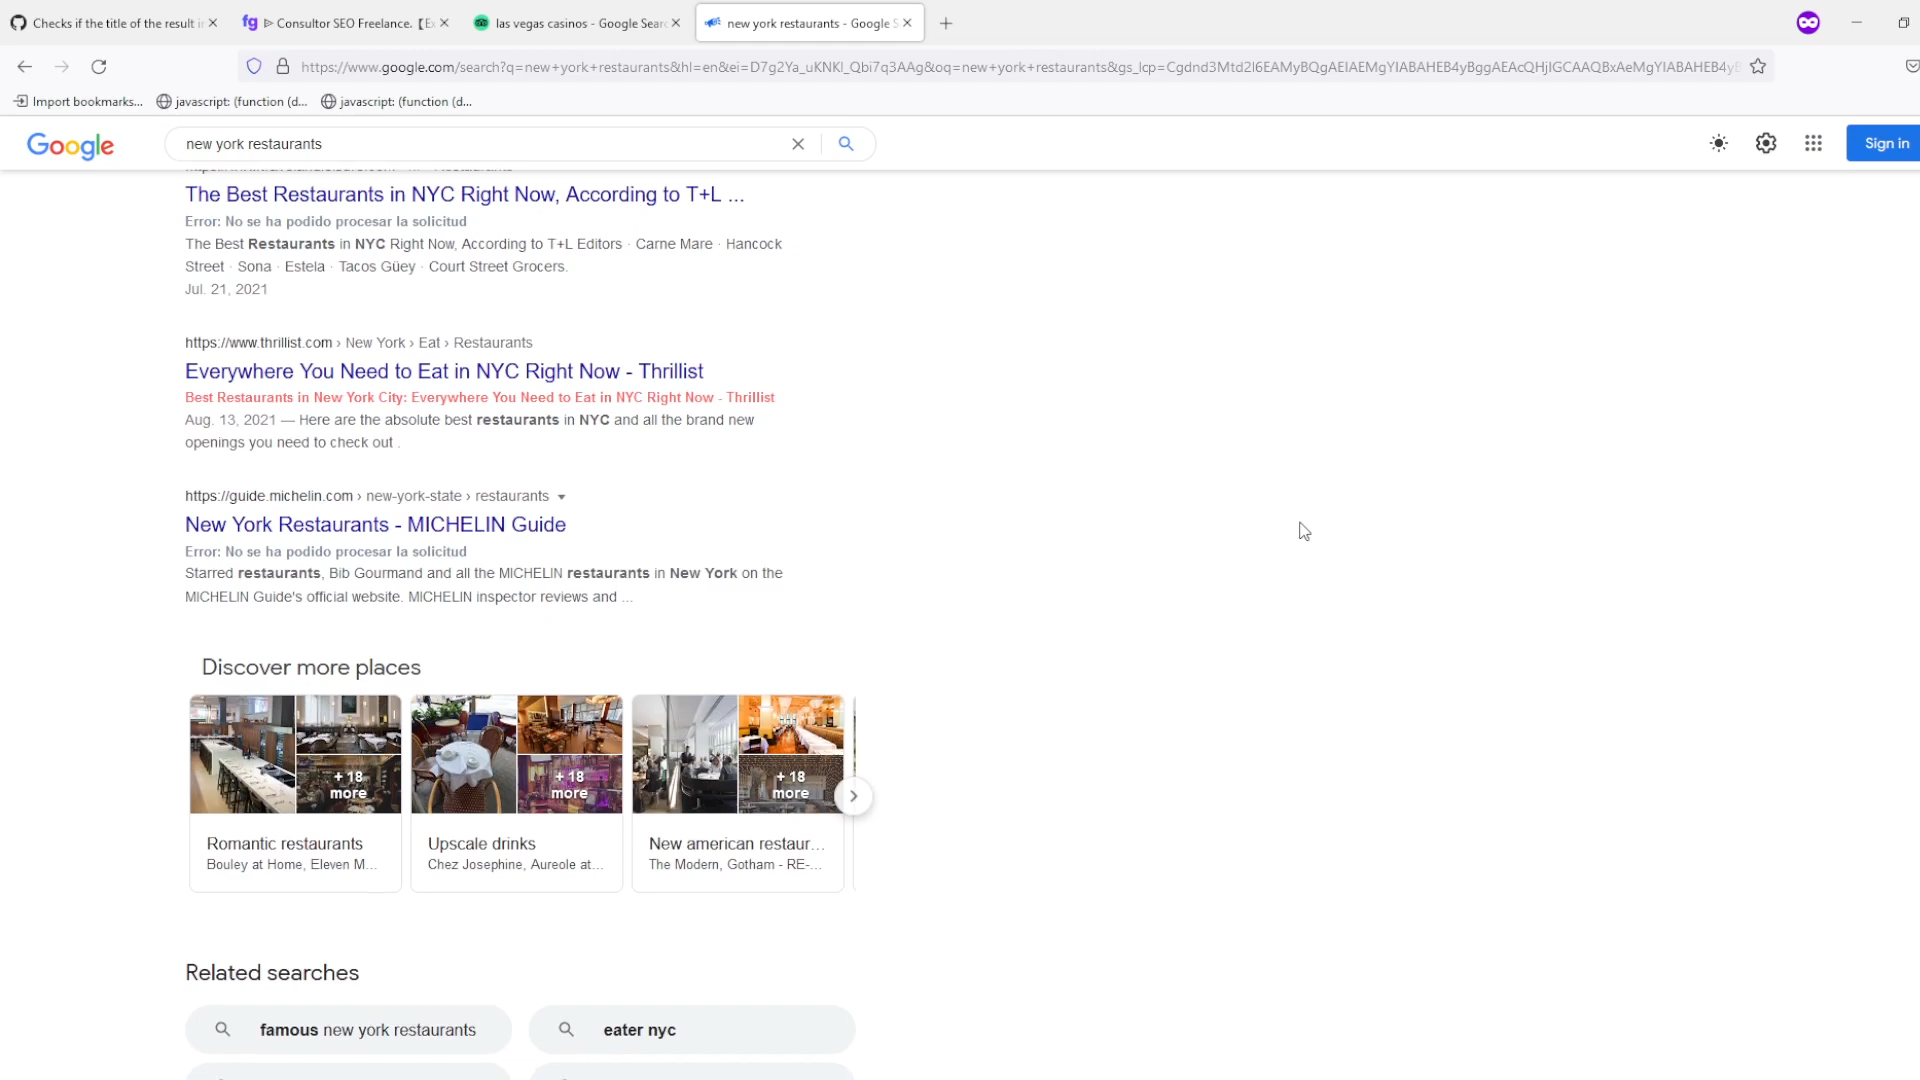 Checks if the title of the result i
fg ⊳ Consultor SEO Freelance. 【E
las vegas casinos - Google Sear
new york restaurants - Google S
https://www.google.com/search?q=new+york+restaurants&hl=en&ei=D7g2Ya_uKNKl_Qbi7q3AAg&oq=new+york+restaurants&gs_lcp=Cgdnd3Mtd2l6EAMyBQgAEIAEMgYIABAHEB4yBggAEAcQHjIGCAAQBxAeMgYIABAHEB4yB
Import bookmarks...
javascript: (function (d...
javascript: (function (d...
Google
new york restaurants
Sign in
The Best Restaurants in NYC Right Now, According to T+L ...
Error: No se ha podido procesar la solicitud
The Best Restaurants in NYC Right Now, According to T+L Editors · Carne Mare · Hancock
Street · Sona · Estela · Tacos Güey · Court Street Grocers.
Jul. 21, 2021
https://www.thrillist.com › New York › Eat › Restaurants
Everywhere You Need to Eat in NYC Right Now - Thrillist
Best Restaurants in New York City: Everywhere You Need to Eat in NYC Right Now - Thrillist
Aug. 13, 2021 — Here are the absolute best restaurants in NYC and all the brand new
openings you need to check out .
https://guide.michelin.com › new-york-state › restaurants
New York Restaurants - MICHELIN Guide
Error: No se ha podido procesar la solicitud
Starred restaurants, Bib Gourmand and all the MICHELIN restaurants in New York on the
MICHELIN Guide's official website. MICHELIN inspector reviews and ...
Discover more places
+ 18
more
+ 18
more
+ 18
more
Romantic restaurants
Bouley at Home, Eleven M...
Upscale drinks
Chez Josephine, Aureole at...
New american restaur...
The Modern, Gotham - RE-...
Related searches
famous new york restaurants
eater nyc